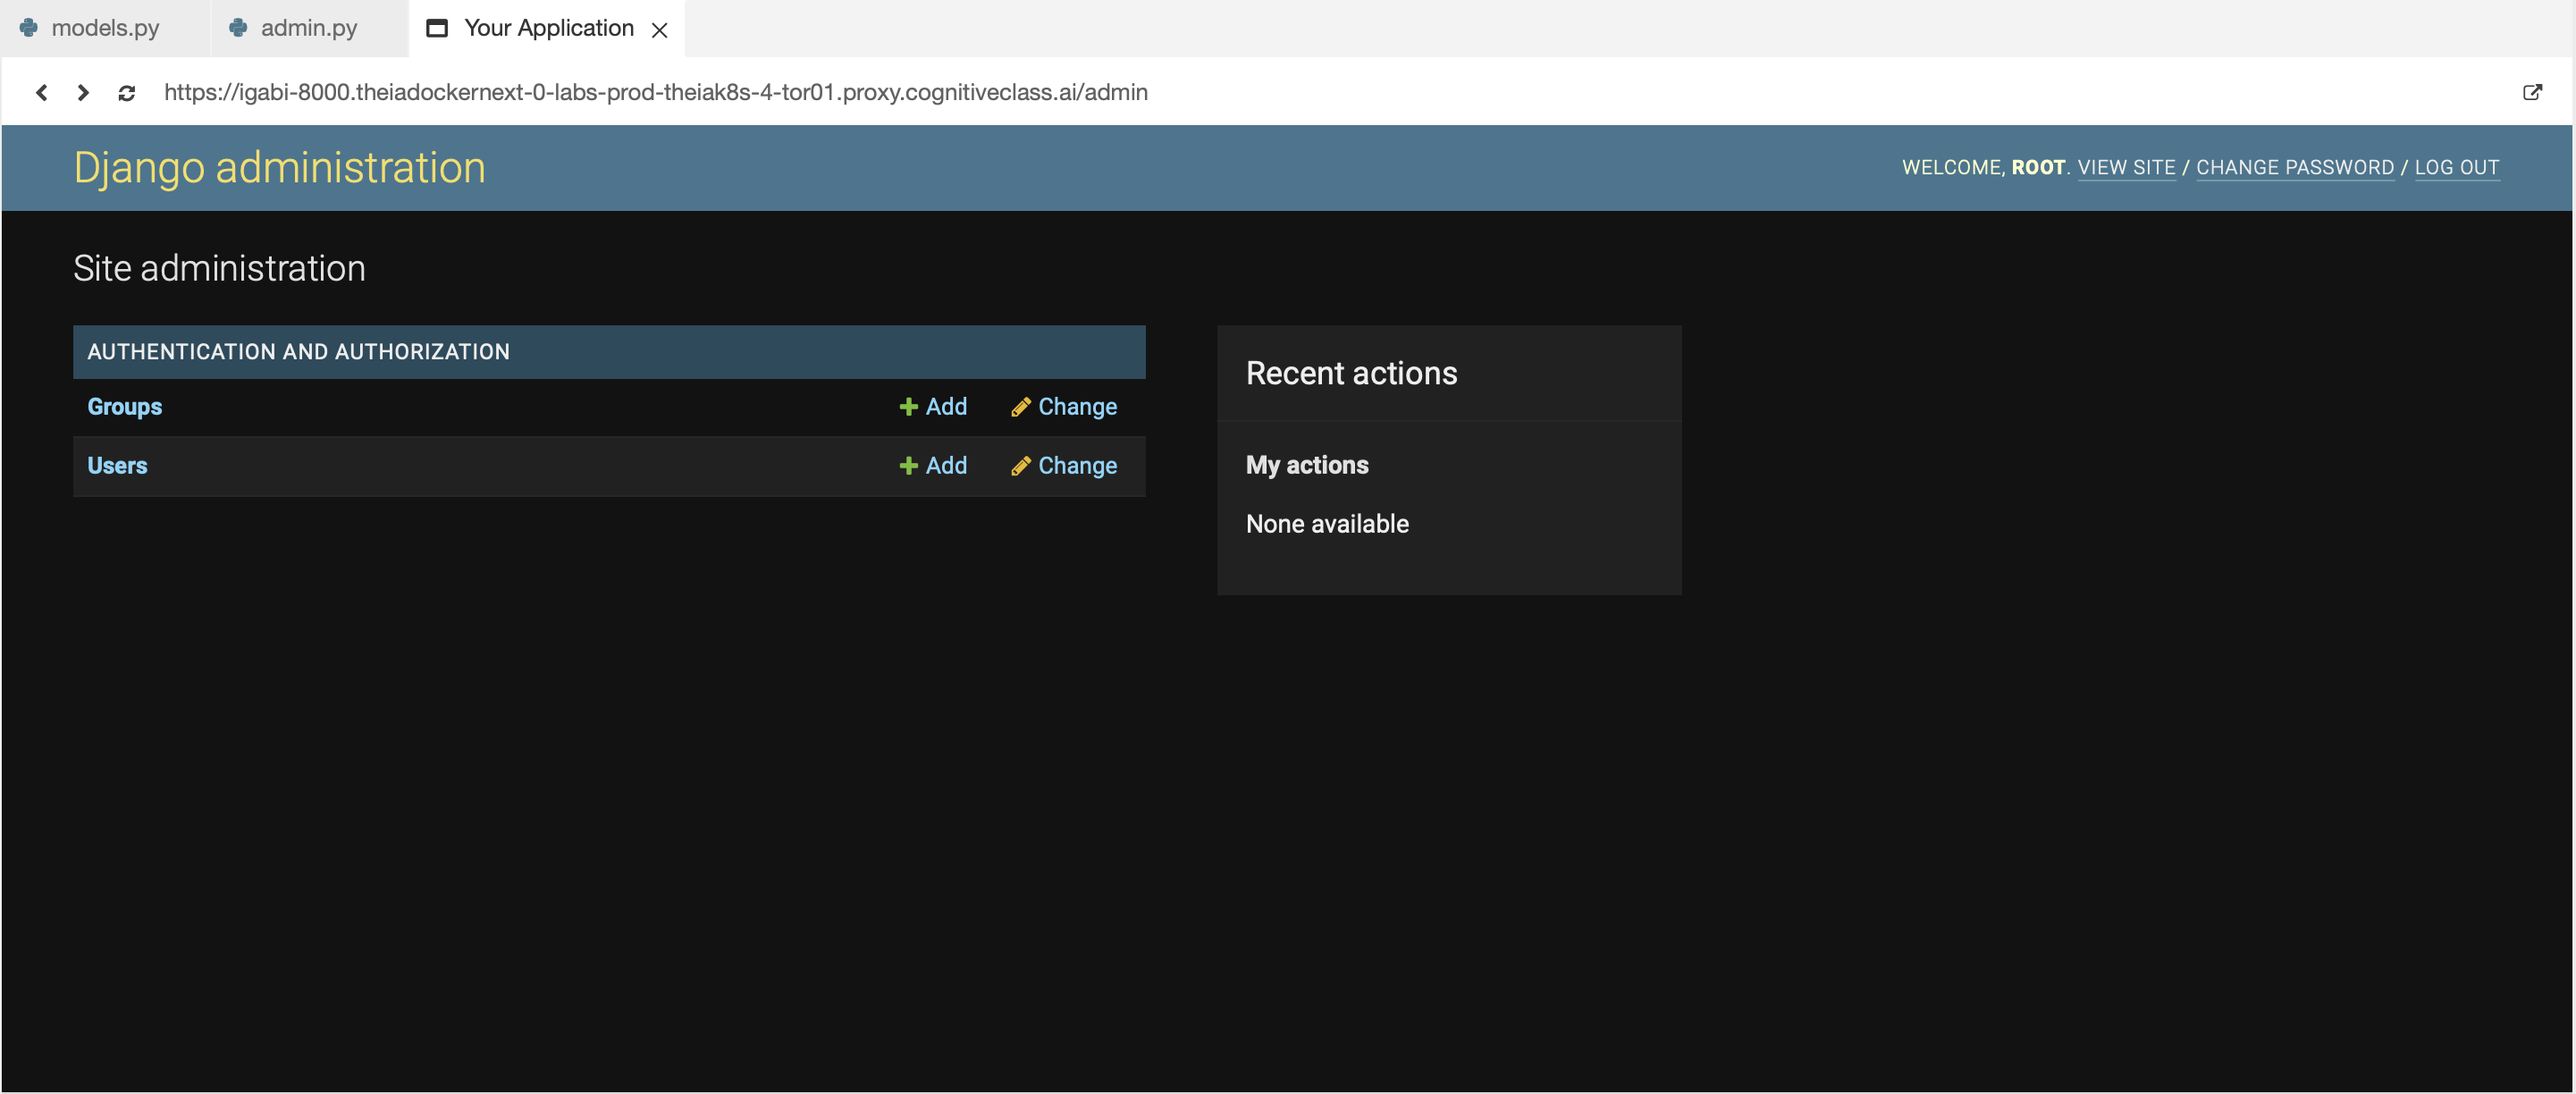 models.py admin.py Your Application
https://igabi-8000.theiadockernext-0-labs-prod-theiak8s-4-tor01.proxy.cognitiveclass.ai/admin
Django administration
WELCOME, ROOT. VIEW SITE / CHANGE PASSWORD / LOG OUT
Site administration
AUTHENTICATION AND AUTHORIZATION
Groups Add Change
Users Add Change
Recent actions
My actions
None available